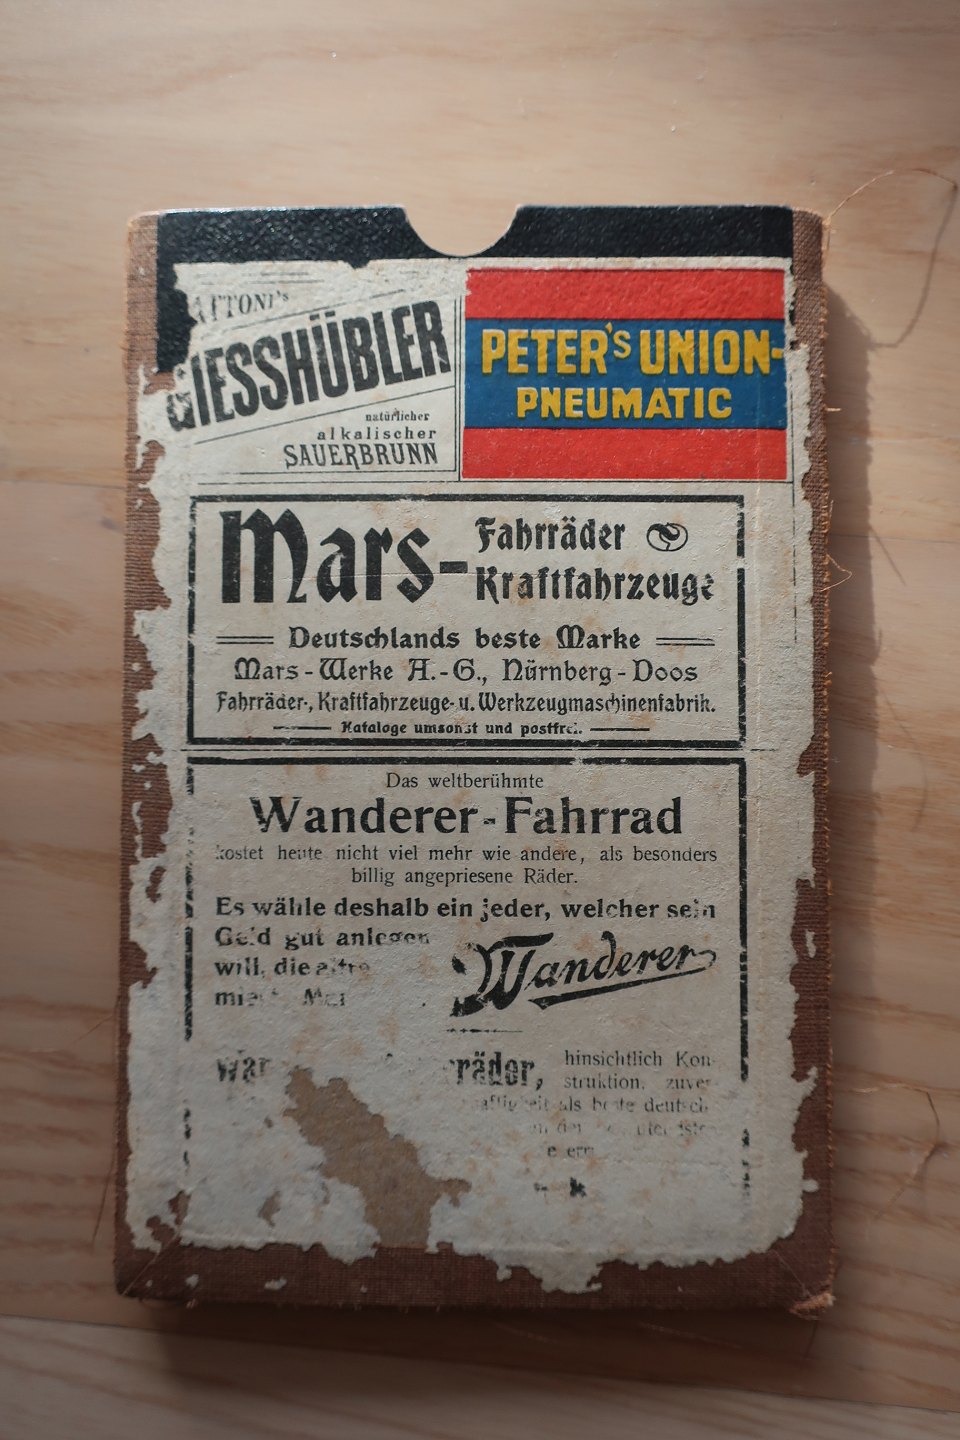 GIESSHÜBLER
natürlicher
alkalischer
SAUERBRUNN
PETER'S UNION-
PNEUMATIC
Mars-Fahrräder
Kraftfahrzeuge
Deutschlands beste Marke
Mars-Werke A.-G., Nürnberg-Doos
Fahrräder-, Kraftfahrzeuge- u. Werkzeugmaschinenfabrik.
Kataloge umsonst und postfrei.
Das weltberühmte
Wanderer-Fahrrad
kostet heute nicht viel mehr wie andere, als besonders
billig angepriesene Räder.
Es wähle deshalb ein jeder, welcher sein
Geld gut anlegen
will, die
Wanderer
hinsichtlich Kon-
struktion,
als beste